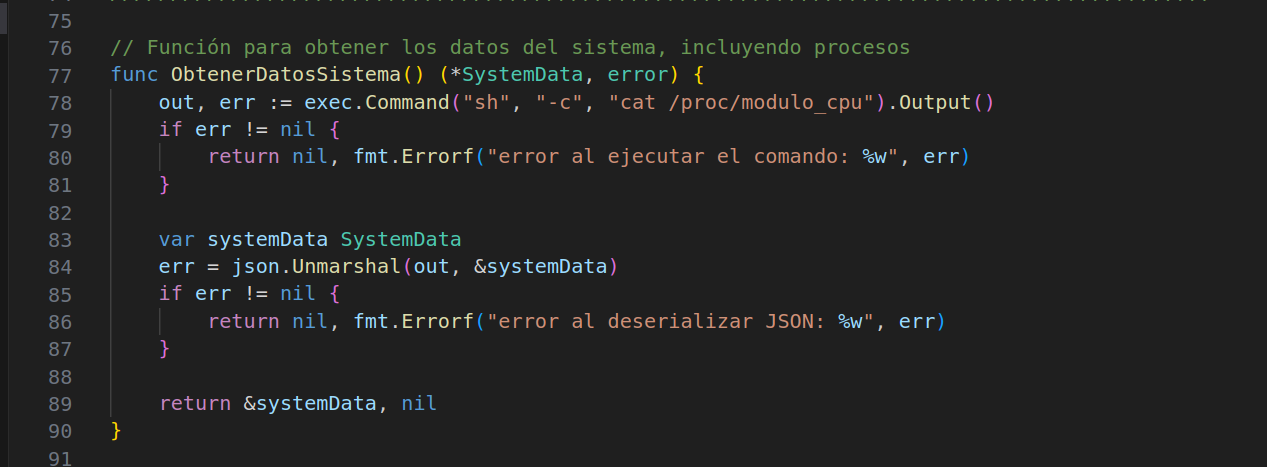 75
76 // Función para obtener los datos del sistema, incluyendo procesos
77 func ObtenerDatosSistema() (*SystemData, error) {
78     out, err := exec.Command("sh", "-c", "cat /proc/modulo_cpu").Output()
79     if err != nil {
80         return nil, fmt.Errorf("error al ejecutar el comando: %w", err)
81     }
82
83     var systemData SystemData
84     err = json.Unmarshal(out, &systemData)
85     if err != nil {
86         return nil, fmt.Errorf("error al deserializar JSON: %w", err)
87     }
88
89     return &systemData, nil
90 }
91